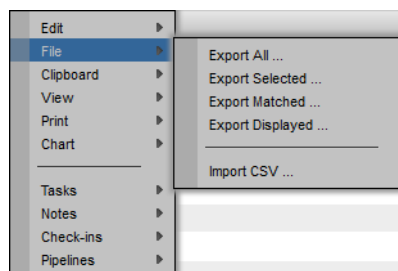 Edit
File
Clipboard
View
Print
Chart
Tasks
Notes
Check-ins
Pipelines
Export All ...
Export Selected ...
Export Matched ...
Export Displayed ...
Import CSV ...